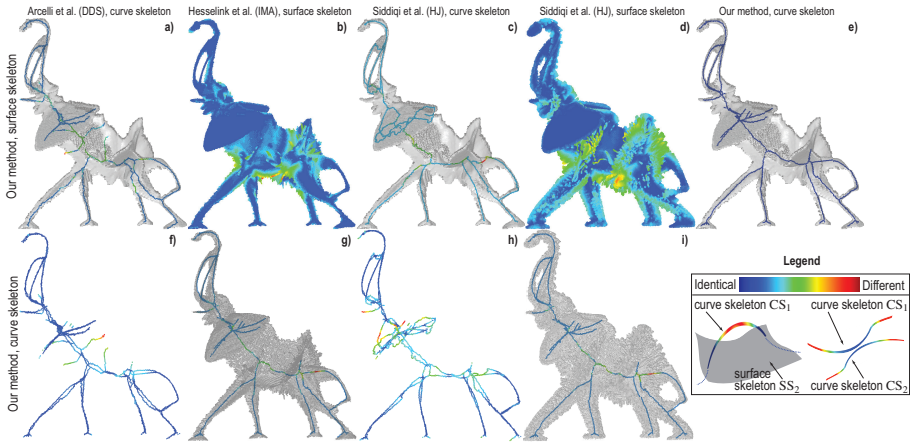 Arcelli et al. (DDS), curve skeleton
Hesselink et al. (IMA), surface skeleton
Siddiqi et al. (HJ), curve skeleton
Siddiqi et al. (HJ), surface skeleton
Our method, curve skeleton
Our method, surface skeleton
a)
b)
c)
d)
e)
Our method, curve skeleton
f)
g)
h)
i)
Legend
Identical
Different
curve skeleton CS1
curve skeleton CS1
surface
skeleton SS2
curve skeleton CS2